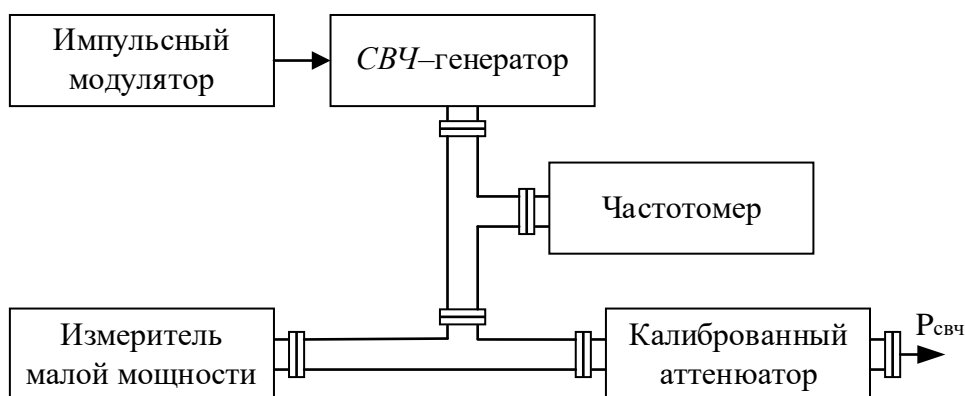 Импульсный
модулятор
СВЧ–генератор
Частотомер
Измеритель
малой мощности
Калиброванный
аттенюатор
Pсвч